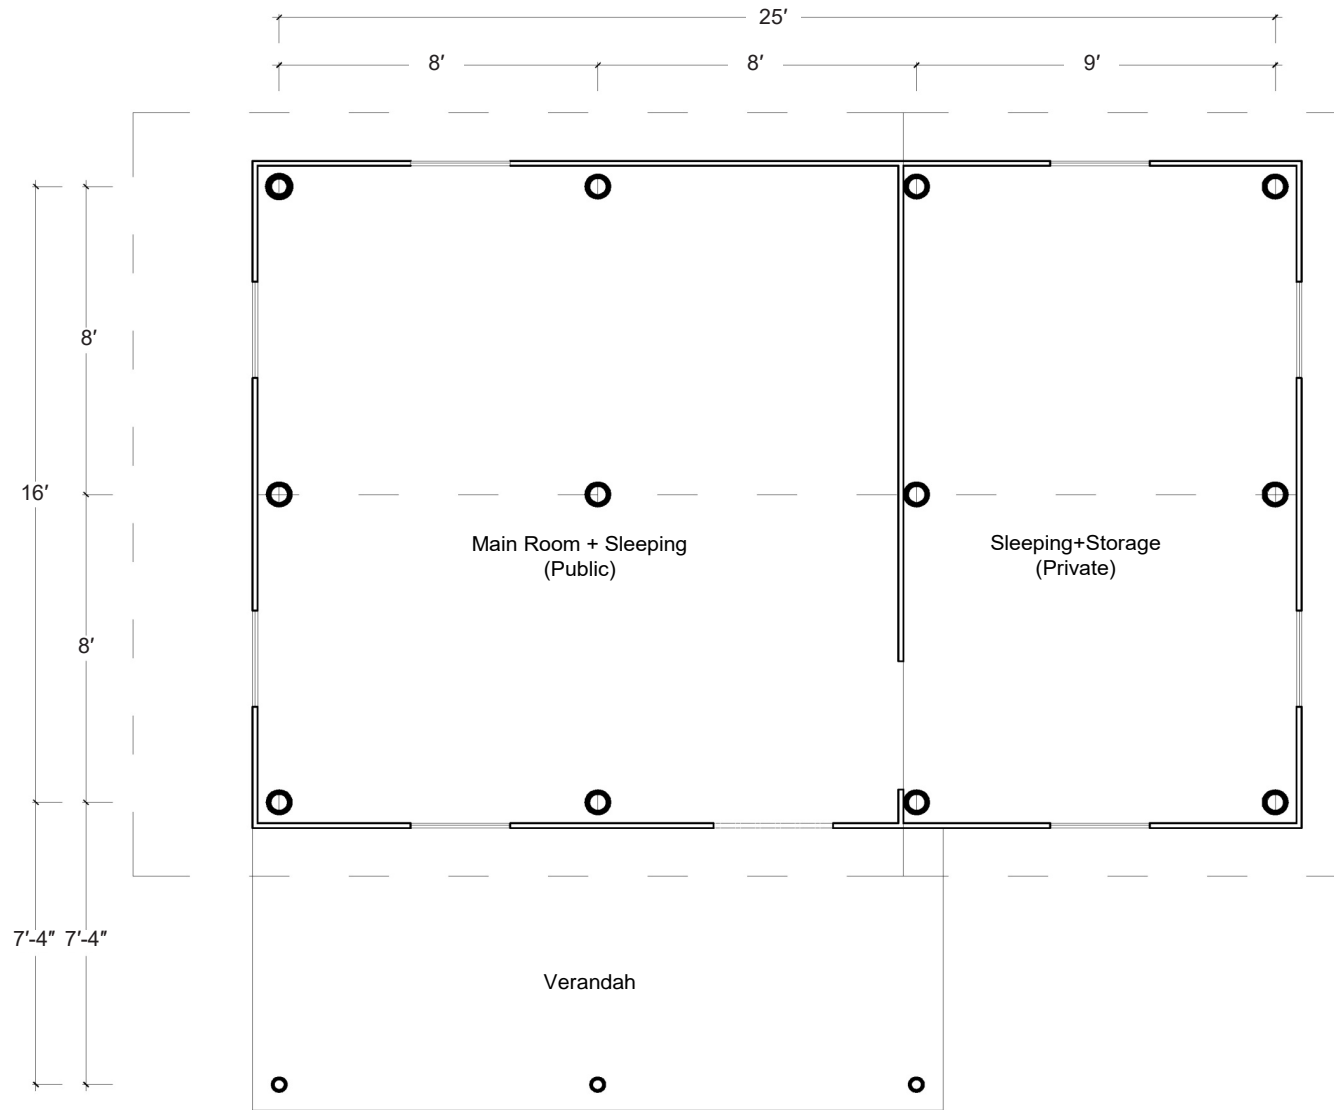 25′
8′
8′
9′
8′
16′
Main Room + Sleeping
(Public)
Sleeping+Storage
(Private)
8′
7′-4″
7′-4″
Verandah